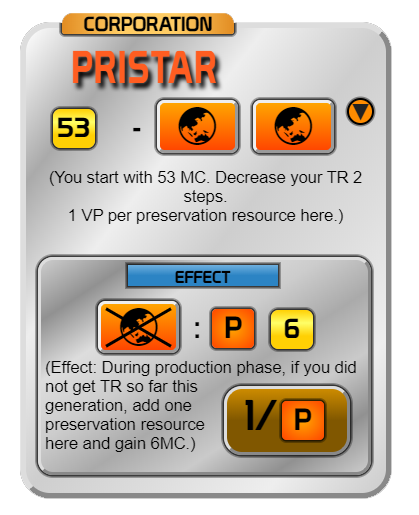 CORPORATION
PRISTAR
53 -
(You start with 53 MC. Decrease your TR 2
steps.
1 VP per preservation resource here.)
EFFECT
: P 6
(Effect: During production phase, if you did
not get TR so far this
generation, add one
preservation resource
here and gain 6MC.)
1/ P